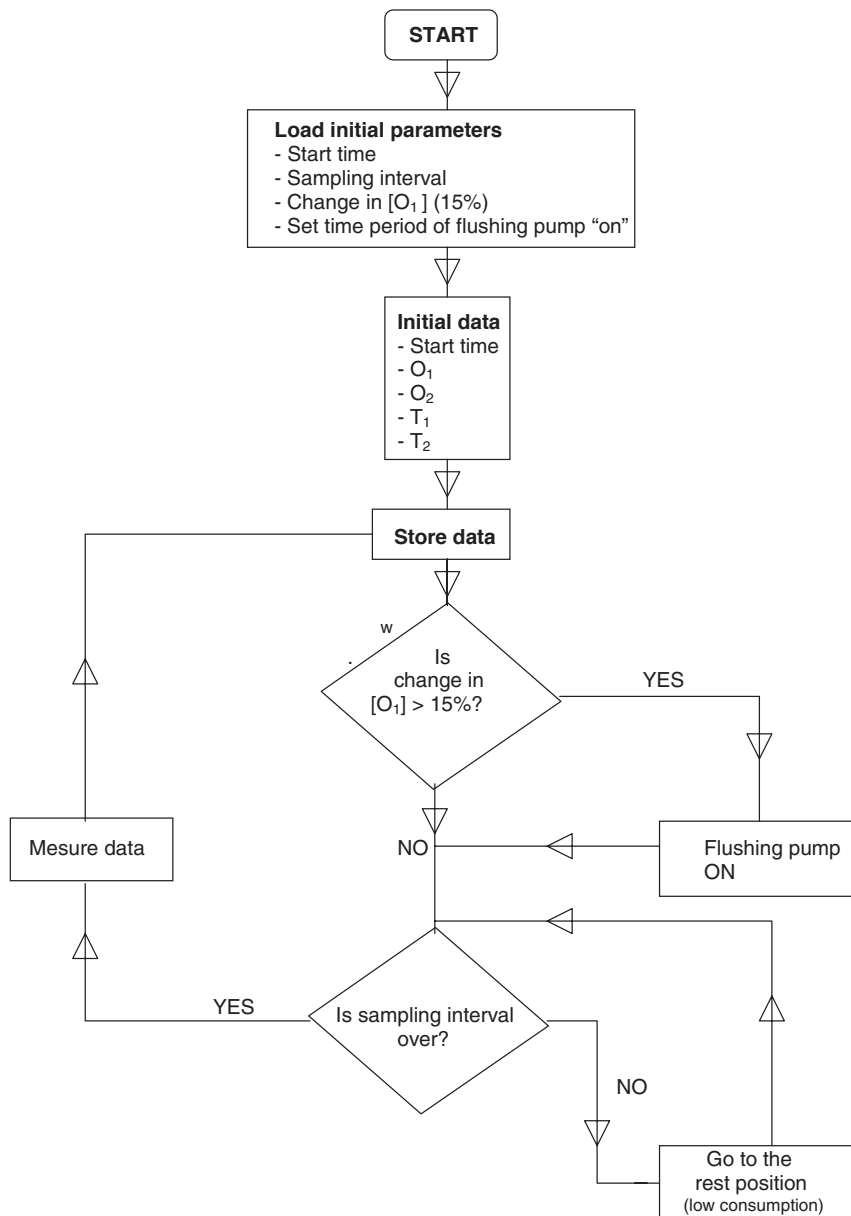 START
Load initial parameters
- Start time
- Sampling interval
- Change in [O₁] (15%)
- Set time period of flushing pump “on”
Initial data
- Start time
- O₁
- O₂
- T₁
- T₂
Store data
w
.
Is
change in
[O₁] > 15%?
YES
NO
Flushing pump
ON
Mesure data
YES
Is sampling interval
over?
NO
Go to the
rest position
(low consumption)